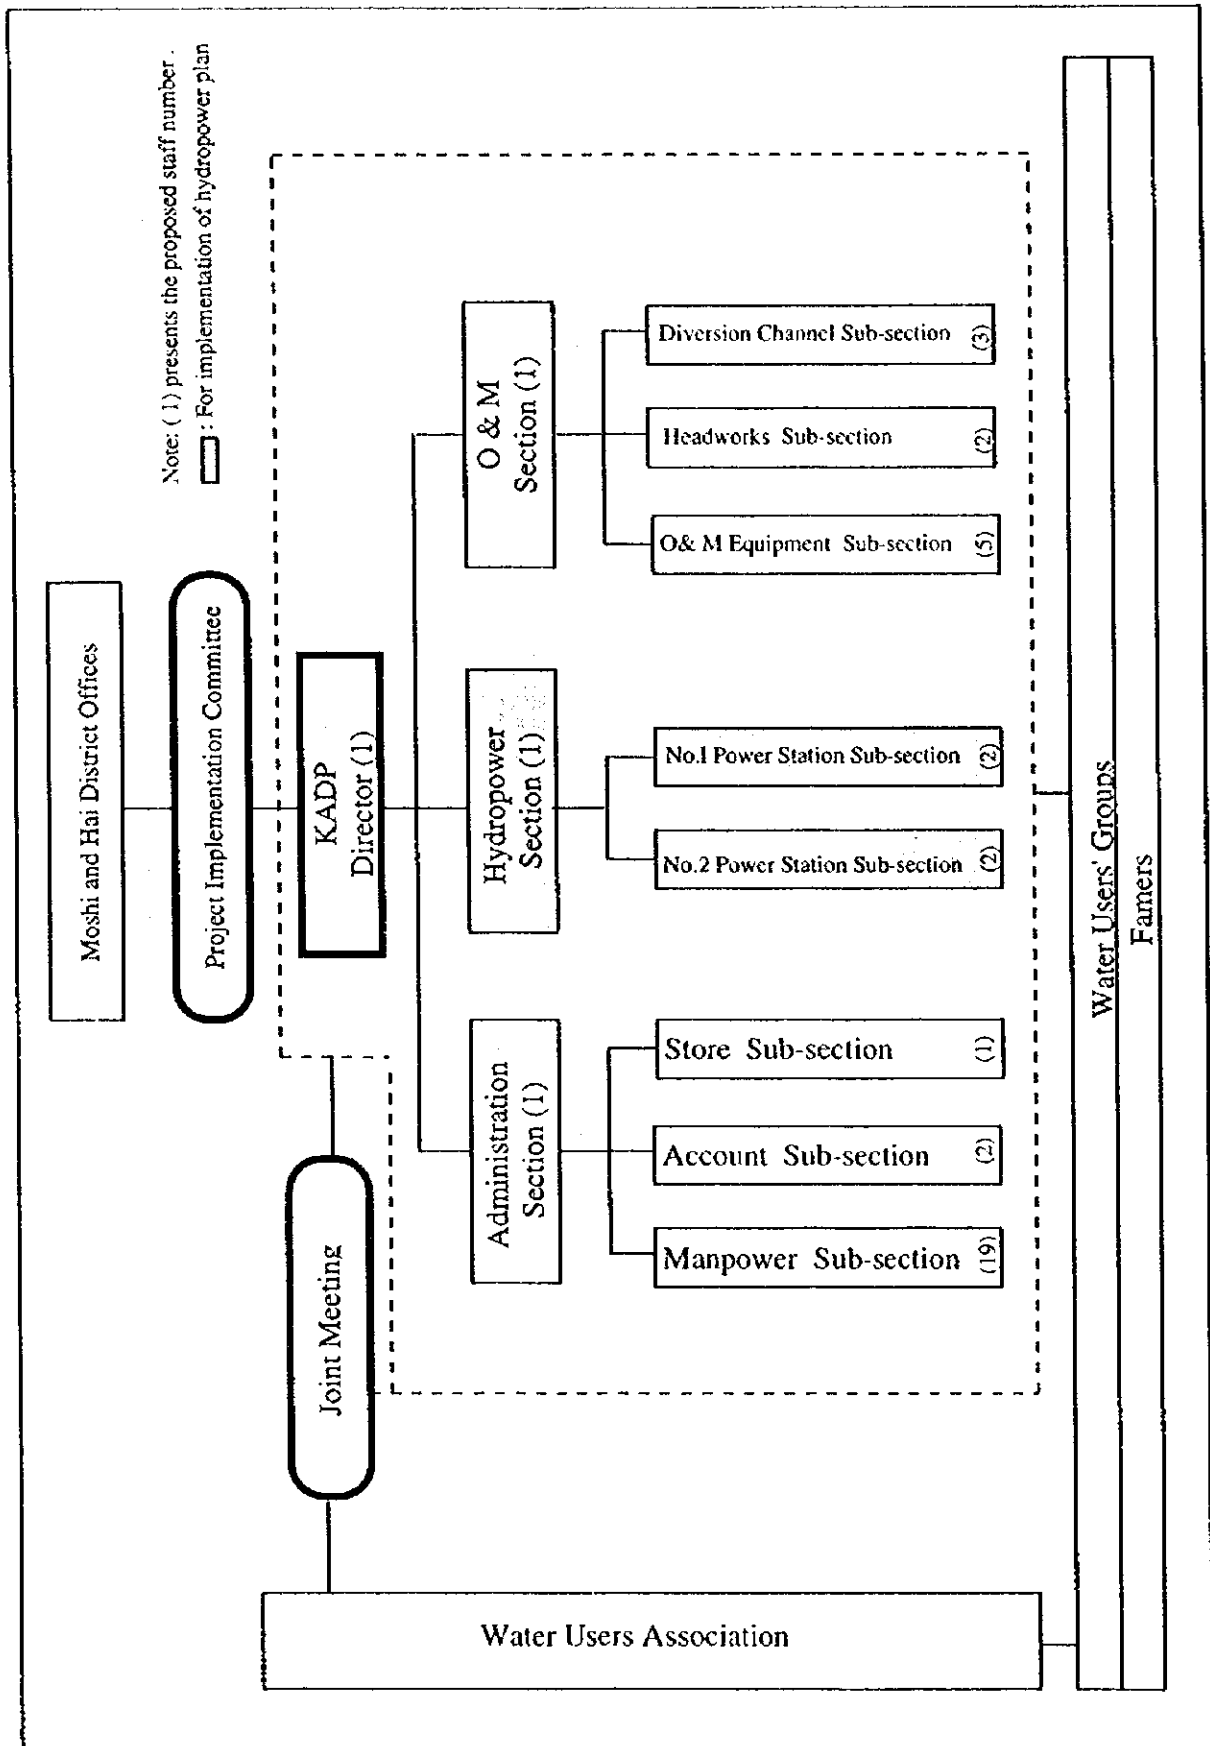 Note: ( 1) presents the proposed staff number .
: For implementation of hydropower plan
Moshi and Hai District Offices
Project Implementation Committee
Joint Meeting
KADP
Director (1)
Administration
Section (1)
Hydropower
Section (1)
O & M
Section (1)
Manpower Sub-section (19)
Account Sub-section (2)
Store Sub-section (1)
No.2 Power Station Sub-section (2)
No.1 Power Station Sub-section (2)
O& M Equipment Sub-section (5)
Headworks Sub-section (2)
Diversion Channel Sub-section (3)
Water Users Association
Water Users' Groups
Famers